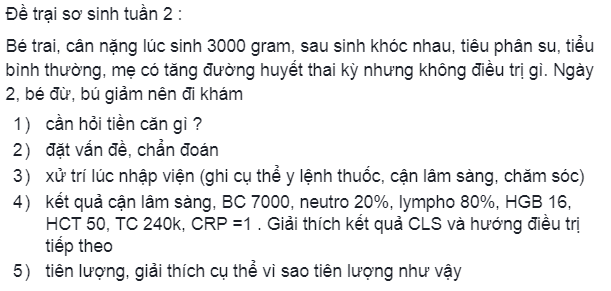 Đề trại sơ sinh tuần 2 :
Bé trai, cân nặng lúc sinh 3000 gram, sau sinh khóc nhau, tiêu phân su, tiểu
bình thường, mẹ có tăng đường huyết thai kỳ nhưng không điều trị gì. Ngày
2, bé đừ, bú giảm nên đi khám
1) cần hỏi tiền căn gì ?
2) đặt vấn đề, chẩn đoán
3) xử trí lúc nhập viện (ghi cụ thể y lệnh thuốc, cận lâm sàng, chăm sóc)
4) kết quả cận lâm sàng, BC 7000, neutro 20%, lympho 80%, HGB 16,
HCT 50, TC 240k, CRP =1 . Giải thích kết quả CLS và hướng điều trị
tiếp theo
5) tiên lượng, giải thích cụ thể vì sao tiên lượng như vậy